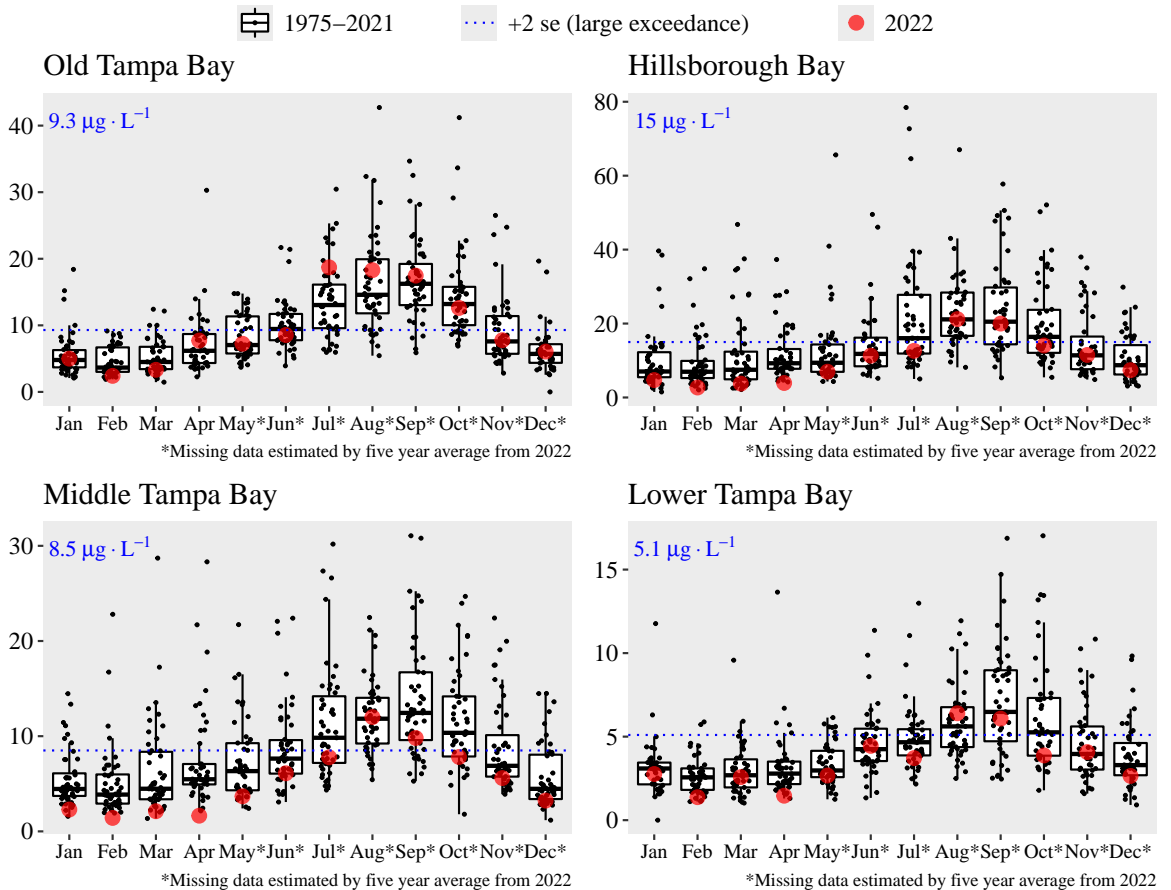 1975–2021 +2 se (large exceedance) 2022
Old Tampa Bay
9.3 μg · L⁻¹
40
30
20
10
0
Jan Feb Mar Apr May* Jun* Jul* Aug* Sep* Oct* Nov* Dec*
*Missing data estimated by five year average from 2022
Hillsborough Bay
15 μg · L⁻¹
80
60
40
20
0
Jan Feb Mar Apr May* Jun* Jul* Aug* Sep* Oct* Nov* Dec*
*Missing data estimated by five year average from 2022
Middle Tampa Bay
8.5 μg · L⁻¹
30
20
10
0
Jan Feb Mar Apr May* Jun* Jul* Aug* Sep* Oct* Nov* Dec*
*Missing data estimated by five year average from 2022
Lower Tampa Bay
5.1 μg · L⁻¹
15
10
5
0
Jan Feb Mar Apr May* Jun* Jul* Aug* Sep* Oct* Nov* Dec*
*Missing data estimated by five year average from 2022